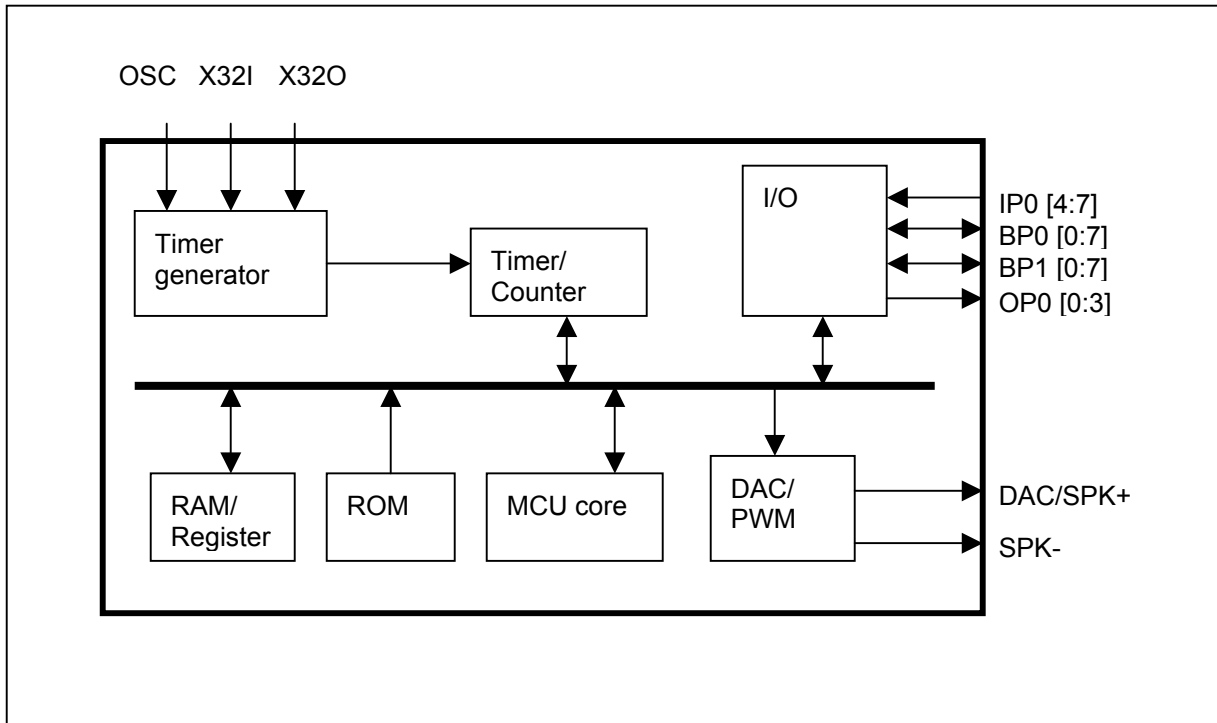 OSC X32I X32O
Timer
generator
Timer/
Counter
I/O
IP0 [4:7]
BP0 [0:7]
BP1 [0:7]
OP0 [0:3]
RAM/
Register
ROM
MCU core
DAC/
PWM
DAC/SPK+
SPK-